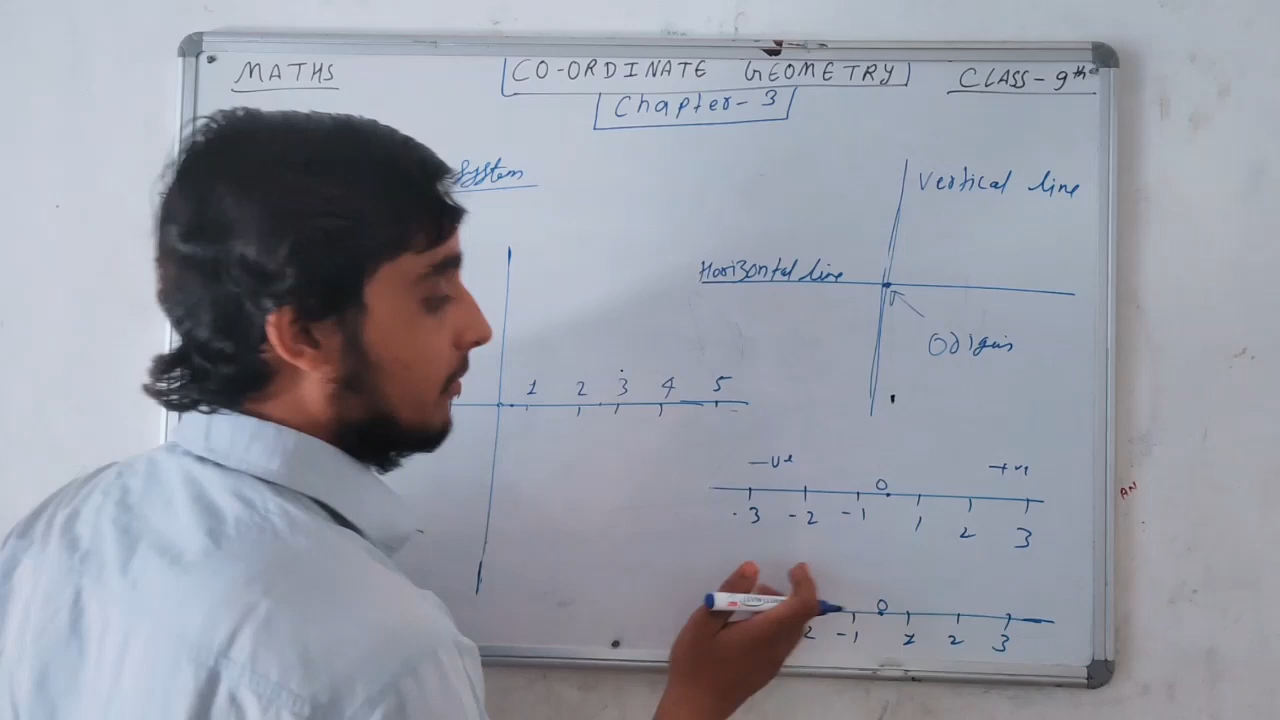 MATHS
CO-ORDINATE GEOMETRY
CLASS-9th
Chapter-3
System
Vertical line
Horizontal line
Origin
1 2 3 4 5
-ve +ve
0
-3 -2 -1 1 2 3
0
2 -1 1 2 3
AN